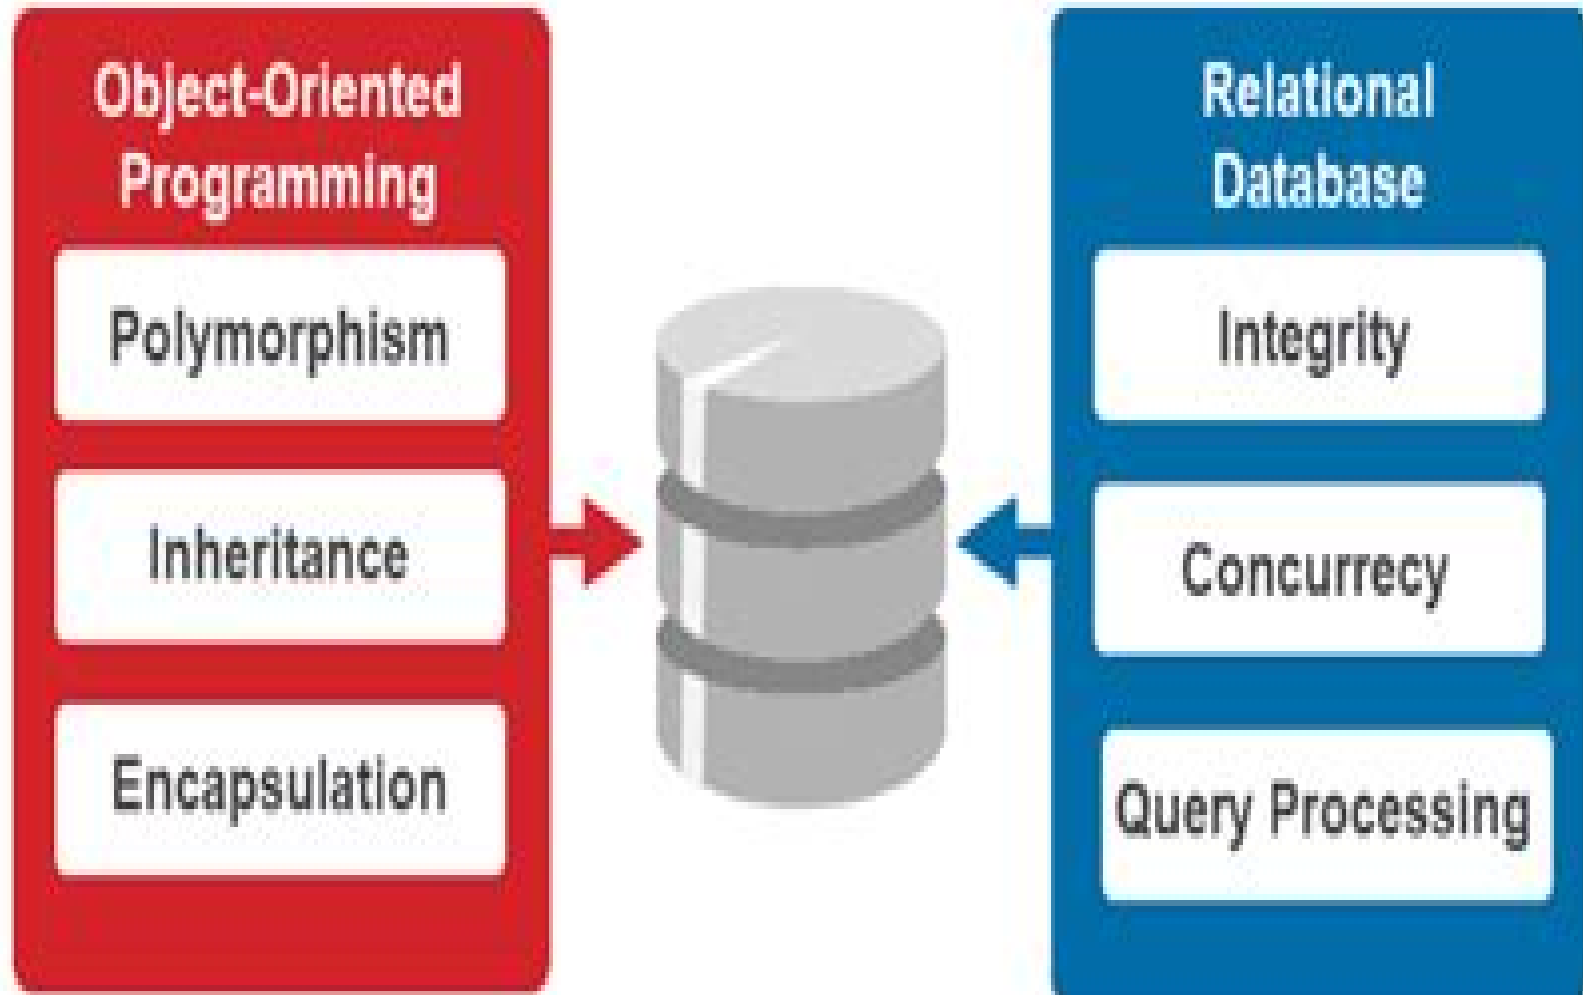 Object-Oriented
Programming
Polymorphism
Inheritance
Encapsulation
Relational
Database
Integrity
Concurrecy
Query Processing